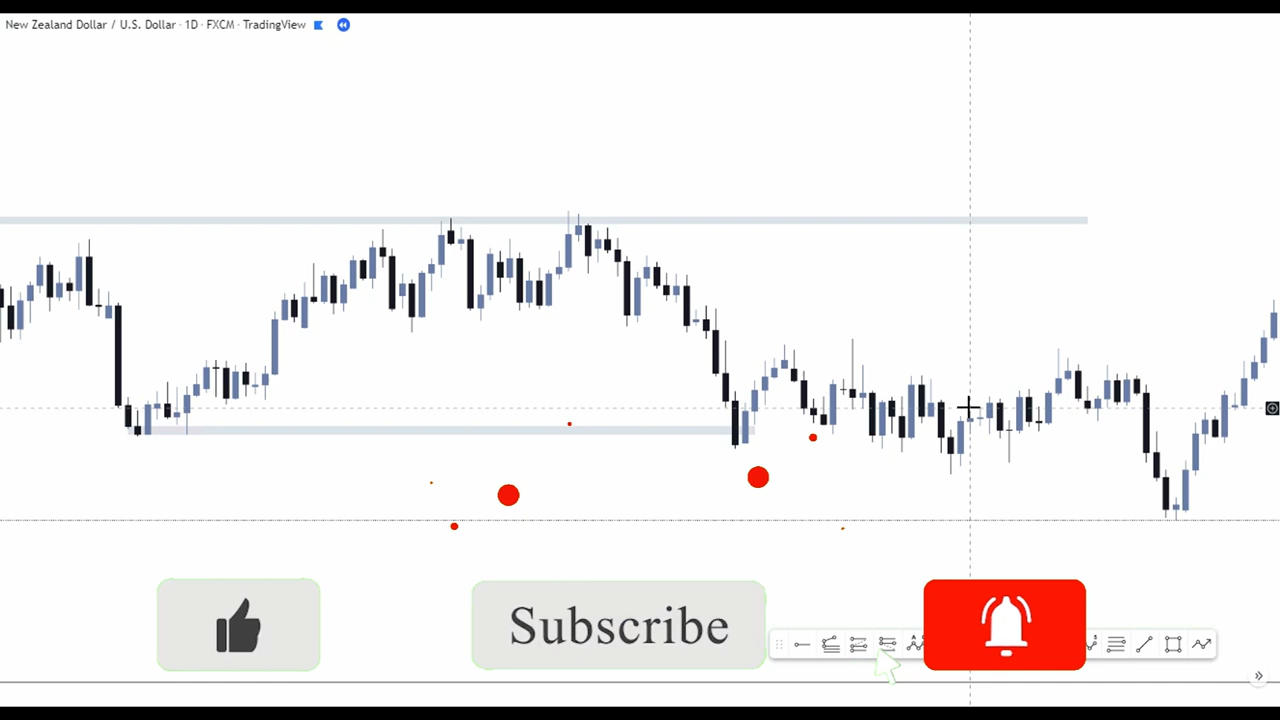 New Zealand Dollar / U.S. Dollar · 1D · FXCM · TradingView
Subscribe